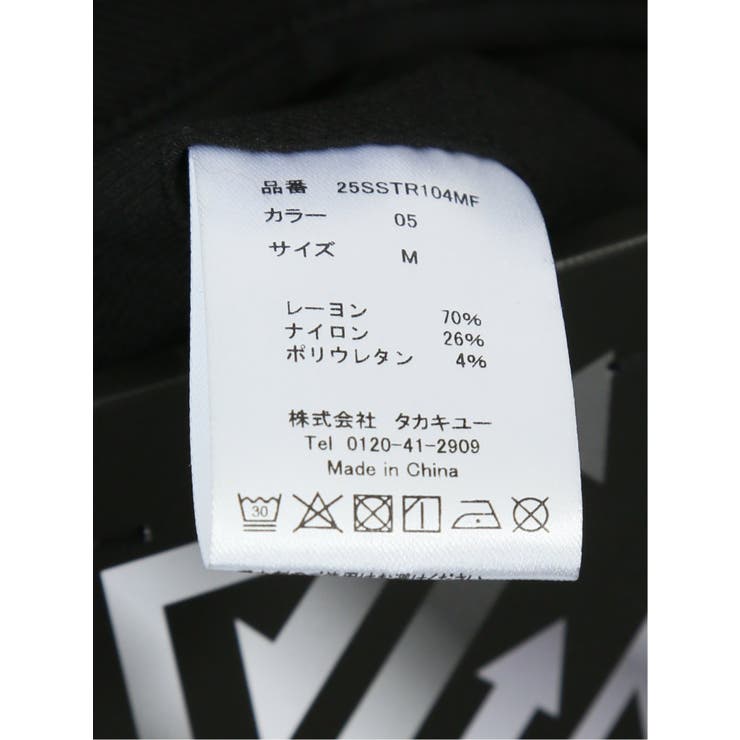 品番 25SSTR104MF
カラー 05
サイズ M
レーヨン 70%
ナイロン 26%
ポリウレタン 4%
株式会社 タカキユー
Tel 0120-41-2909
Made in China
30